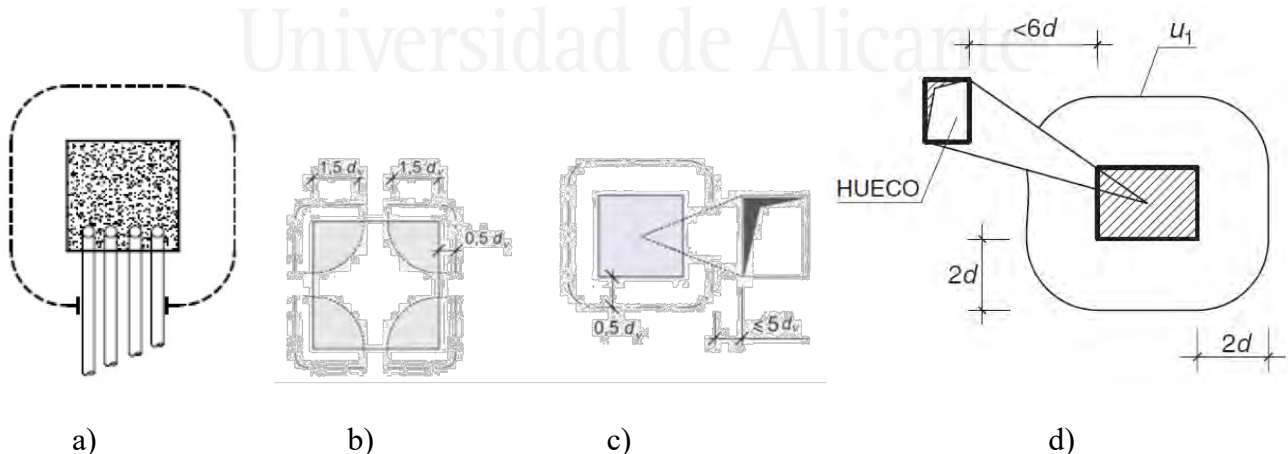 Universidad de Alicante
1,5 dᵥ
1,5 dᵥ
0,5 dᵥ
0,5 dᵥ
≤ 5 dᵥ
<6d
u₁
HUECO
2d
2d
a)
b)
c)
d)